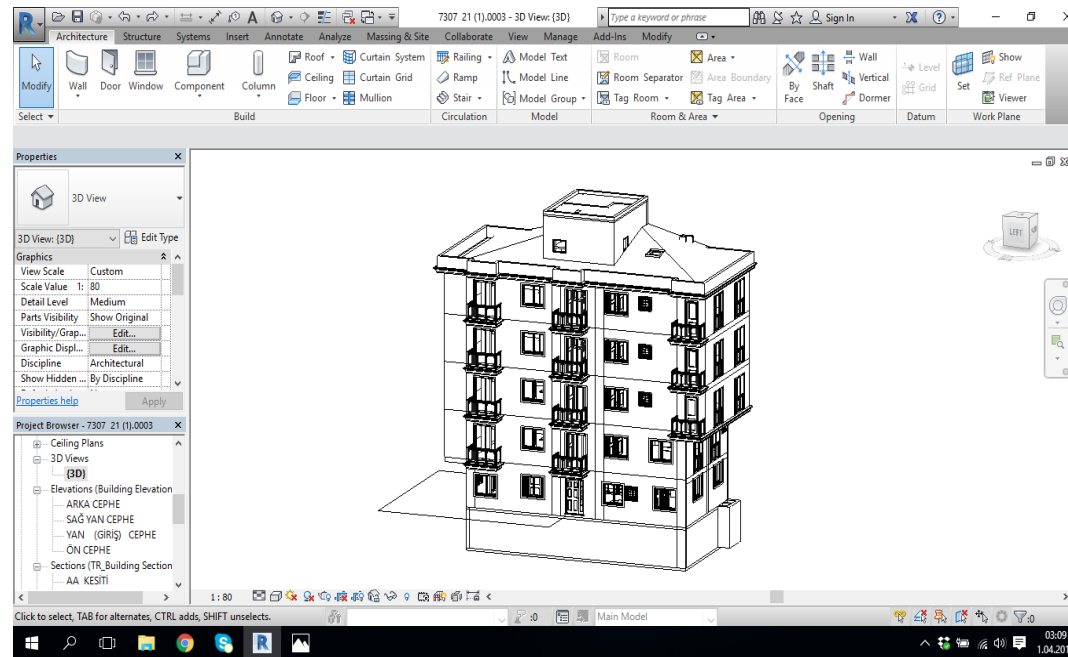 7307 21 (1).0003 - 3D View: {3D}
Type a keyword or phrase
Sign In
Architecture Structure Systems Insert Annotate Analyze Massing & Site Collaborate View Manage Add-Ins Modify
Modify
Wall Door Window Component Column
Roof Curtain System
Ceiling Curtain Grid
Floor Mullion
Railing
Ramp
Stair
Model Text
Model Line
Model Group
Room
Room Separator
Tag Room
Area
Area Boundary
Tag Area
By Face
Shaft
Wall
Vertical
Dormer
Level
Grid
Set
Show
Ref Plane
Viewer
Select Build Circulation Model Room & Area Opening Datum Work Plane
Properties
3D View
3D View: {3D} Edit Type
Graphics
View Scale Custom
Scale Value 1: 80
Detail Level Medium
Parts Visibility Show Original
Visibility/Grap... Edit...
Graphic Displ... Edit...
Discipline Architectural
Show Hidden ... By Discipline
Properties help Apply
Project Browser - 7307 21 (1).0003
Ceiling Plans
3D Views
{3D}
Elevations (Building Elevation
ARKA CEPHE
SAĞ YAN CEPHE
YAN (GİRİŞ) CEPHE
ÖN CEPHE
Sections (TR_Building Section
AA KESİTİ
LEFT
1 : 80
Click to select, TAB for alternates, CTRL adds, SHIFT unselects.
:0
Main Model
:0
03:09
1.04.201